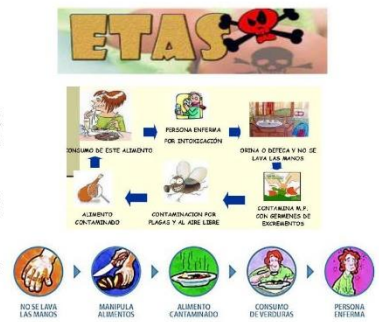 ETAS
CONSUMO DE ESTE ALIMENTO
PERSONA ENFERMA
POR INTOXICACIÓN
ORINA O DEFECA Y NO SE
LAVA LAS MANOS
ALIMENTO
CONTAMINADO
CONTAMINACION POR
PLAGAS Y AL AIRE LIBRE
CONTAMINA M.P.
CON GERMENES DE
EXCREMENTOS
NO SE LAVA
LAS MANOS
MANIPULA
ALIMENTOS
ALIMENTO
CANTAMINADO
CONSUMO
DE VERDURAS
PERSONA
ENFERMA